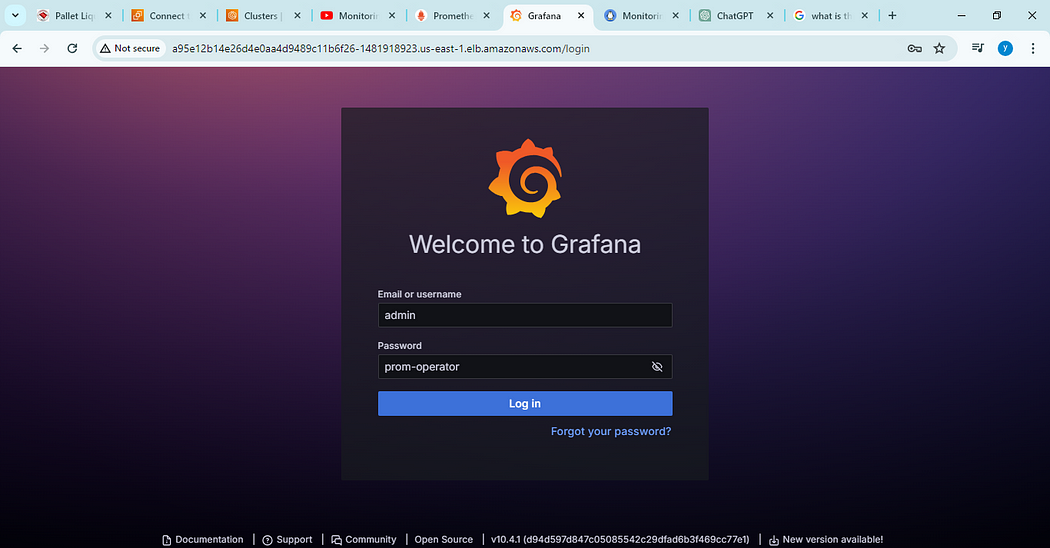 Pallet Liq
Connect t
Clusters |
Monitorin
Promethe
Grafana
Monitorin
ChatGPT
what is th
Not secure
a95e12b14e26d4e0aa4d9489c11b6f26-1481918923.us-east-1.elb.amazonaws.com/login
y
Welcome to Grafana
Email or username
admin
Password
prom-operator
Log in
Forgot your password?
Documentation | Support | Community | Open Source | v10.4.1 (d94d597d847c05085542c29dfad6b3f469cc77e1) | New version available!